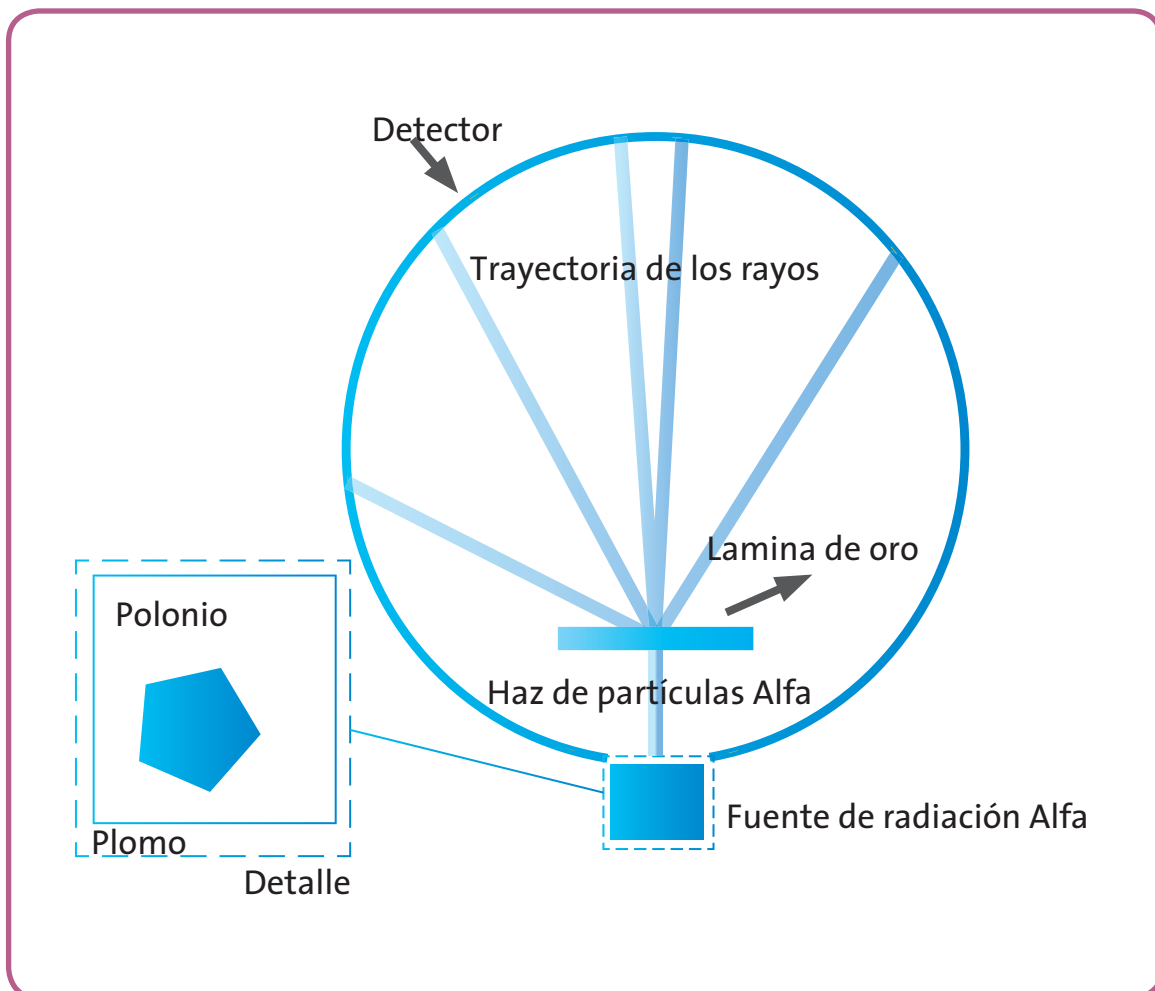 Detector
Trayectoria de los rayos
Lamina de oro
Polonio
Haz de partículas Alfa
Fuente de radiación Alfa
Plomo
Detalle